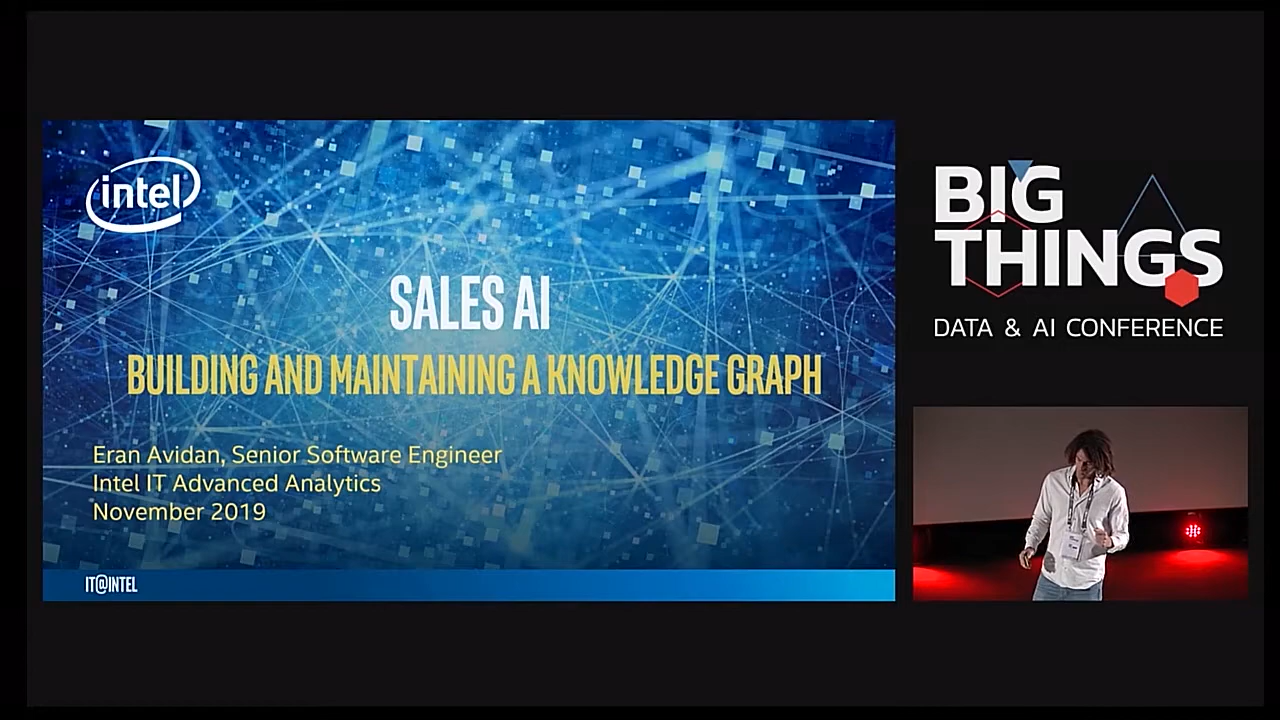 intel
SALES AI
BUILDING AND MAINTAINING A KNOWLEDGE GRAPH
Eran Avidan, Senior Software Engineer
Intel IT Advanced Analytics
November 2019
IT@INTEL
BIG
THINGS
DATA & AI CONFERENCE